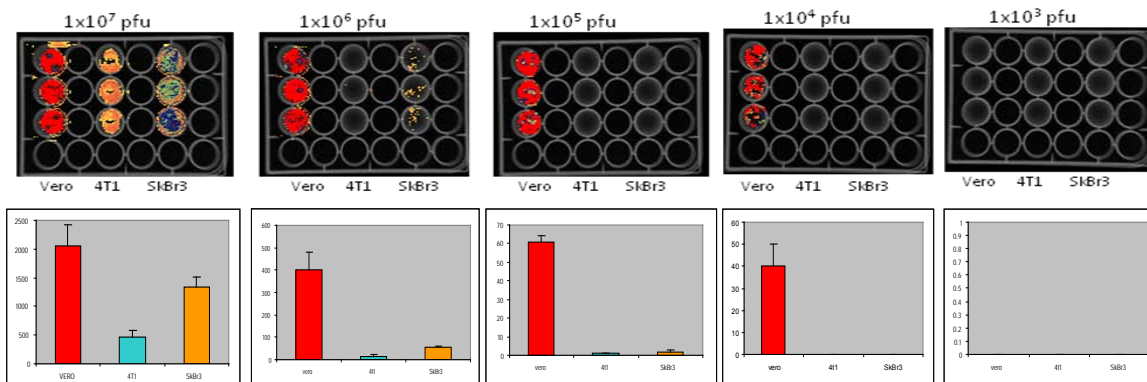 1x10⁷ pfu
1x10⁶ pfu
1x10⁵ pfu
1x10⁴ pfu
1x10³ pfu
Vero 4T1 SkBr3
Vero 4T1 SkBr3
Vero 4T1 SkBr3
Vero 4T1 SkBr3
Vero 4T1 SkBr3
2500
2000
1500
1000
500
0
VERO 4T1 SkBr3
600
500
400
300
200
100
0
vero 4t1 SkBr3
70
60
50
40
30
20
10
0
vero 4t1 SkBr3
60
50
40
30
20
10
0
vero 4t1 SkBr3
1
0.9
0.8
0.7
0.6
0.5
0.4
0.3
0.2
0.1
0
vero 4t1 SkBr3